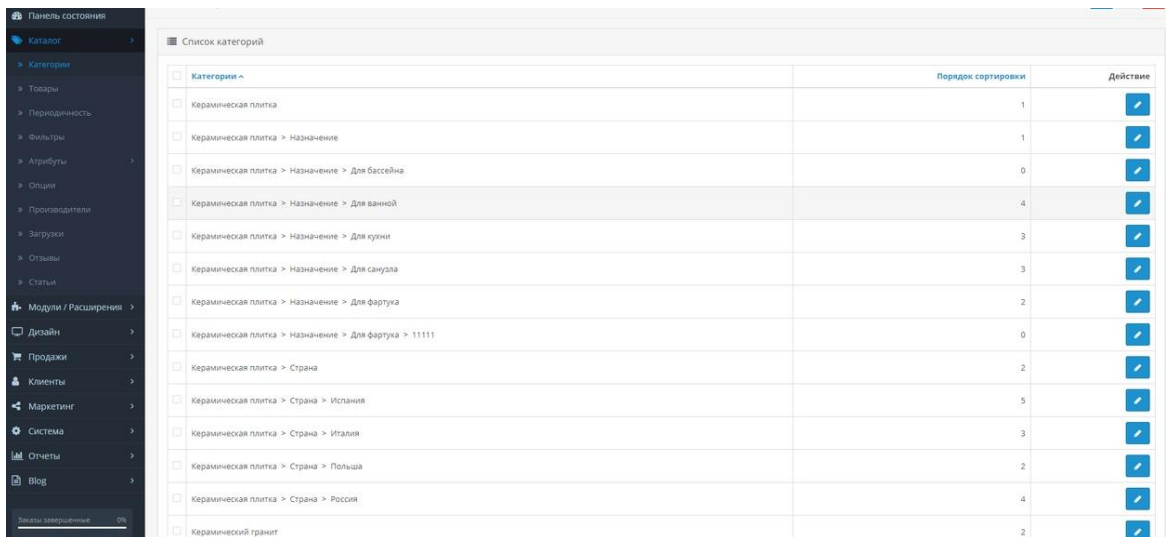 Панель состояния
Каталог
» Категории
» Товары
» Периодичность
» Фильтры
» Атрибуты
» Опции
» Производители
» Загрузки
» Отзывы
» Статьи
Модули / Расширения
Дизайн
Продажи
Клиенты
Маркетинг
Система
Отчеты
Blog
Заказы завершенные 0%
Список категорий
Категории Порядок сортировки Действие
Керамическая плитка 1
Керамическая плитка > Назначение 1
Керамическая плитка > Назначение > Для бассейна 0
Керамическая плитка > Назначение > Для ванной 4
Керамическая плитка > Назначение > Для кухни 3
Керамическая плитка > Назначение > Для санузла 3
Керамическая плитка > Назначение > Для фартука 2
Керамическая плитка > Назначение > Для фартука > 11111 0
Керамическая плитка > Страна 2
Керамическая плитка > Страна > Испания 5
Керамическая плитка > Страна > Италия 3
Керамическая плитка > Страна > Польша 2
Керамическая плитка > Страна > Россия 4
Керамический гранит 2